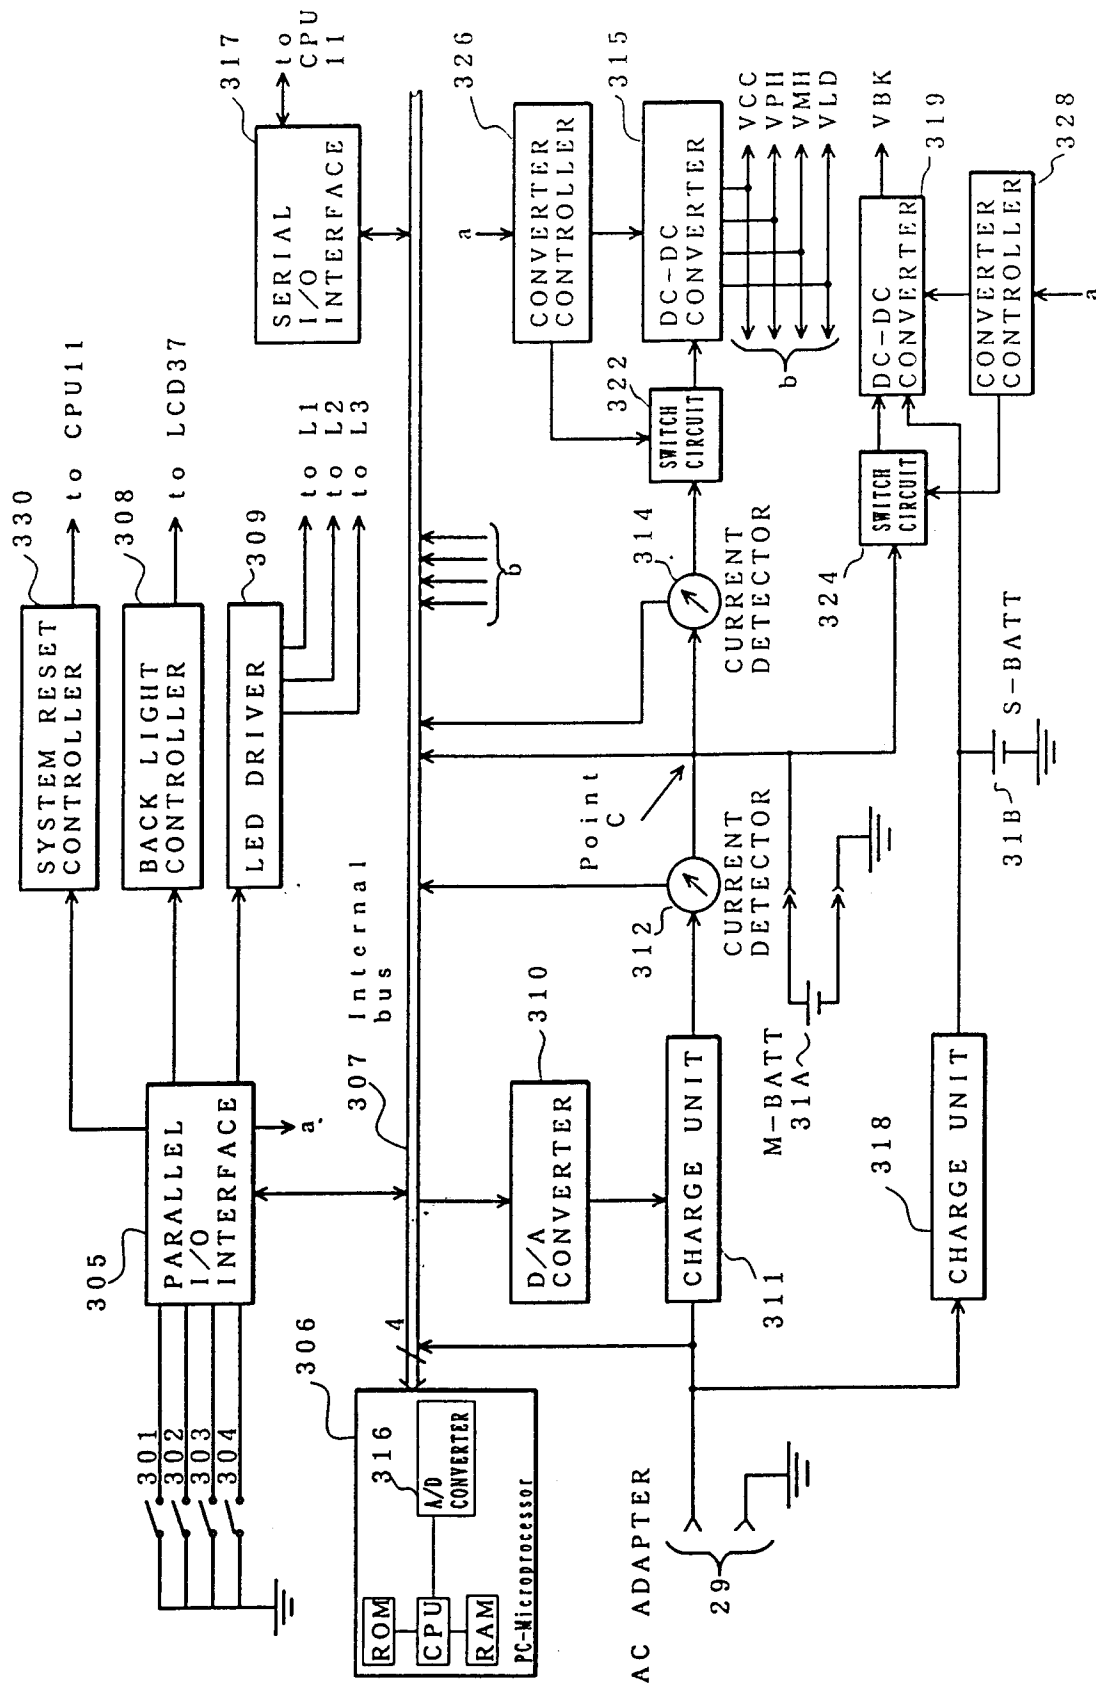 301
302
303
304
305
PARALLEL
I/O
INTERFACE
a
330
SYSTEM RESET
CONTROLLER
to CPU11
308
BACK LIGHT
CONTROLLER
to LCD37
309
LED DRIVER
to L1
to L2
to L3
317
SERIAL
I/O
INTERFACE
to
CPU
11
306
316
A/D
CONVERTER
ROM
CPU
RAM
PC-Microprocessor
4
307
Internal
bus
b
310
D/A
CONVERTER
a
326
CONVERTER
CONTROLLER
AC ADAPTER
29
311
CHARGE UNIT
312
CURRENT
DETECTOR
Point
C
314
CURRENT
DETECTOR
322
SWITCH
CIRCUIT
315
DC-DC
CONVERTER
VCC
VPH
VMH
VLD
b
M-BATT
31A
318
CHARGE UNIT
31B
S-BATT
324
SWITCH
CIRCUIT
319
DC-DC
CONVERTER
VBK
328
CONVERTER
CONTROLLER
a